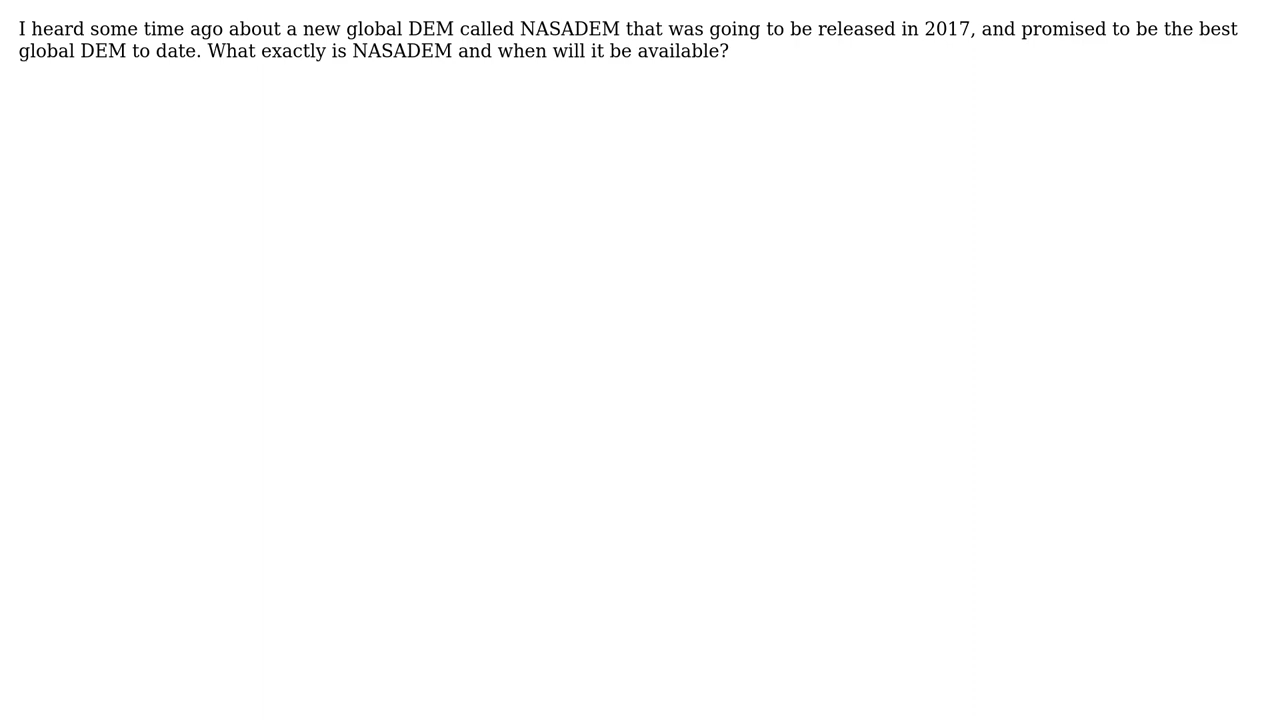 I heard some time ago about a new global DEM called NASADEM that was going to be released in 2017, and promised to be the best
global DEM to date. What exactly is NASADEM and when will it be available?